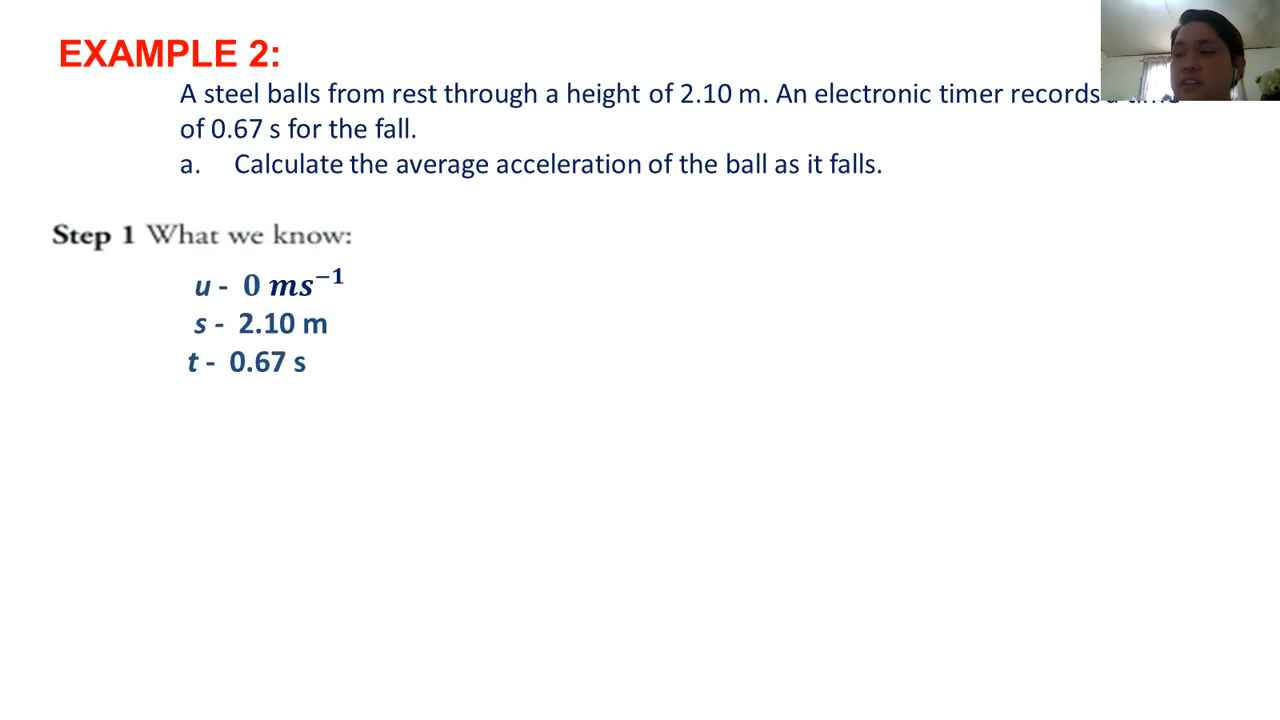 EXAMPLE 2:
A steel balls from rest through a height of 2.10 m. An electronic timer records
of 0.67 s for the fall.
a. Calculate the average acceleration of the ball as it falls.
Step 1 What we know:
u - 0 ms⁻¹
s - 2.10 m
t - 0.67 s